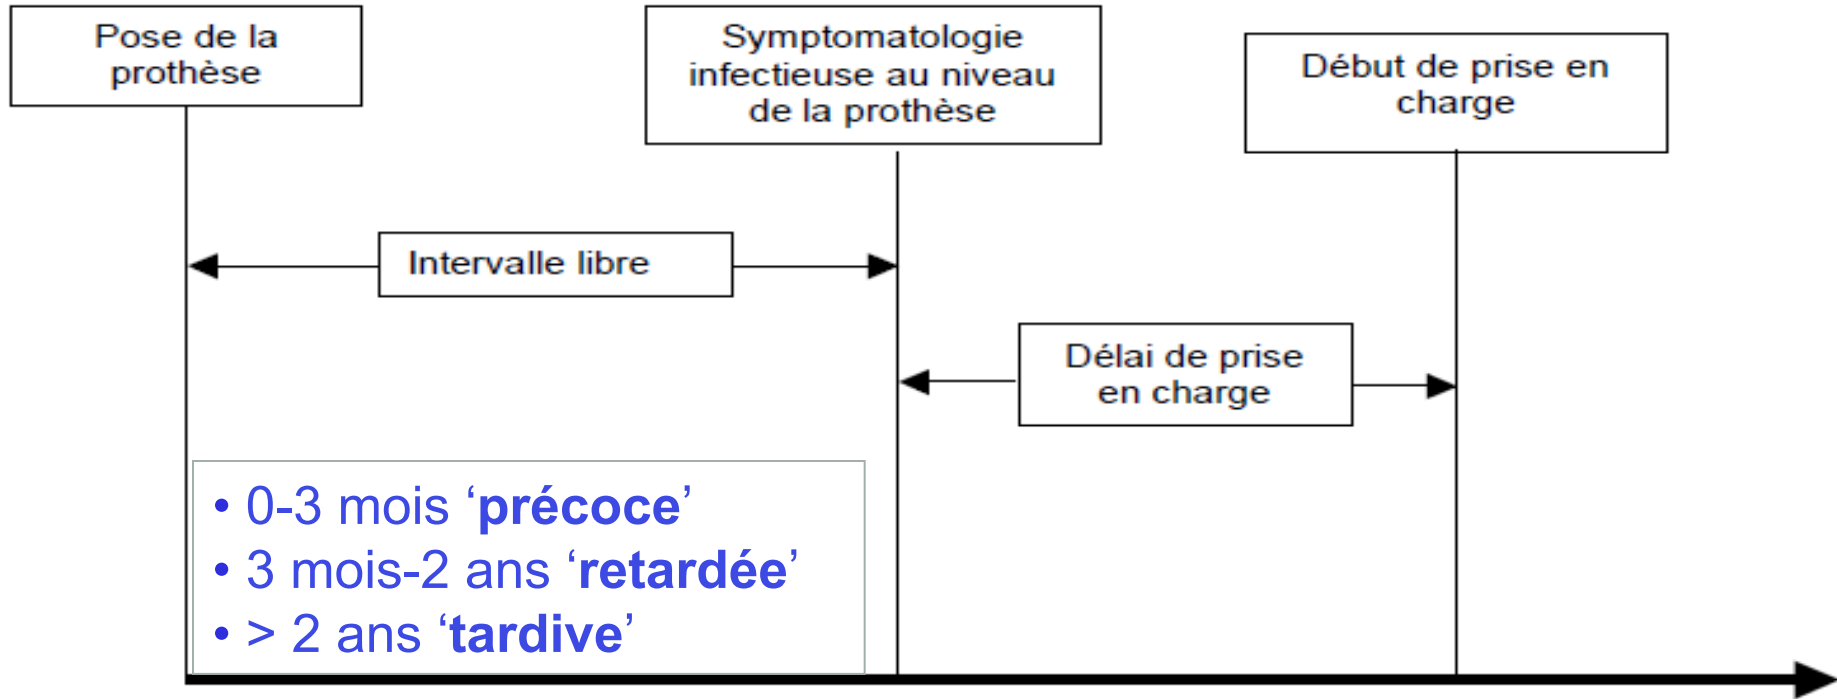 Pose de la
prothèse
Symptomatologie
infectieuse au niveau
de la prothèse
Début de prise en
charge
Intervalle libre
Délai de prise
en charge
• 0-3 mois ‘précoce’
• 3 mois-2 ans ‘retardée’
• > 2 ans ‘tardive’